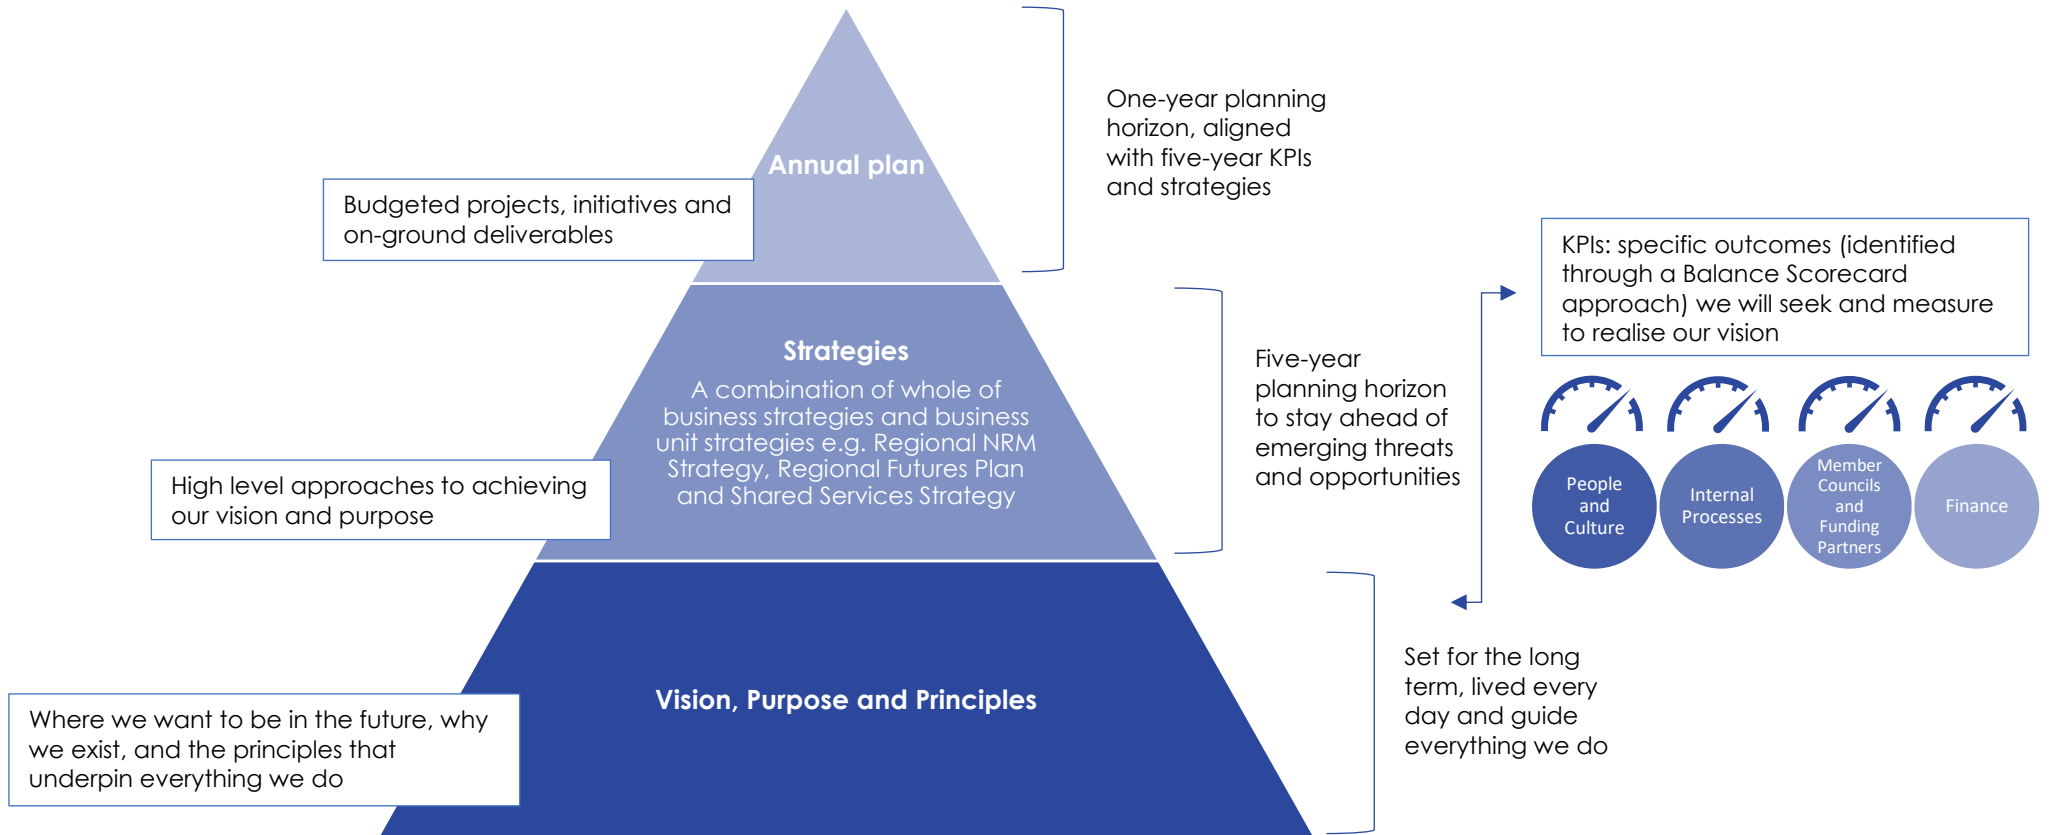 Annual plan
One-year planning
horizon, aligned
with five-year KPIs
and strategies
Budgeted projects, initiatives and
on-ground deliverables
Strategies
A combination of whole of
business strategies and business
unit strategies e.g. Regional NRM
Strategy, Regional Futures Plan
and Shared Services Strategy
High level approaches to achieving
our vision and purpose
Five-year
planning horizon
to stay ahead of
emerging threats
and opportunities
KPIs: specific outcomes (identified
through a Balance Scorecard
approach) we will seek and measure
to realise our vision
People
and
Culture
Internal
Processes
Member
Councils
and
Funding
Partners
Finance
Vision, Purpose and Principles
Where we want to be in the future, why
we exist, and the principles that
underpin everything we do
Set for the long
term, lived every
day and guide
everything we do